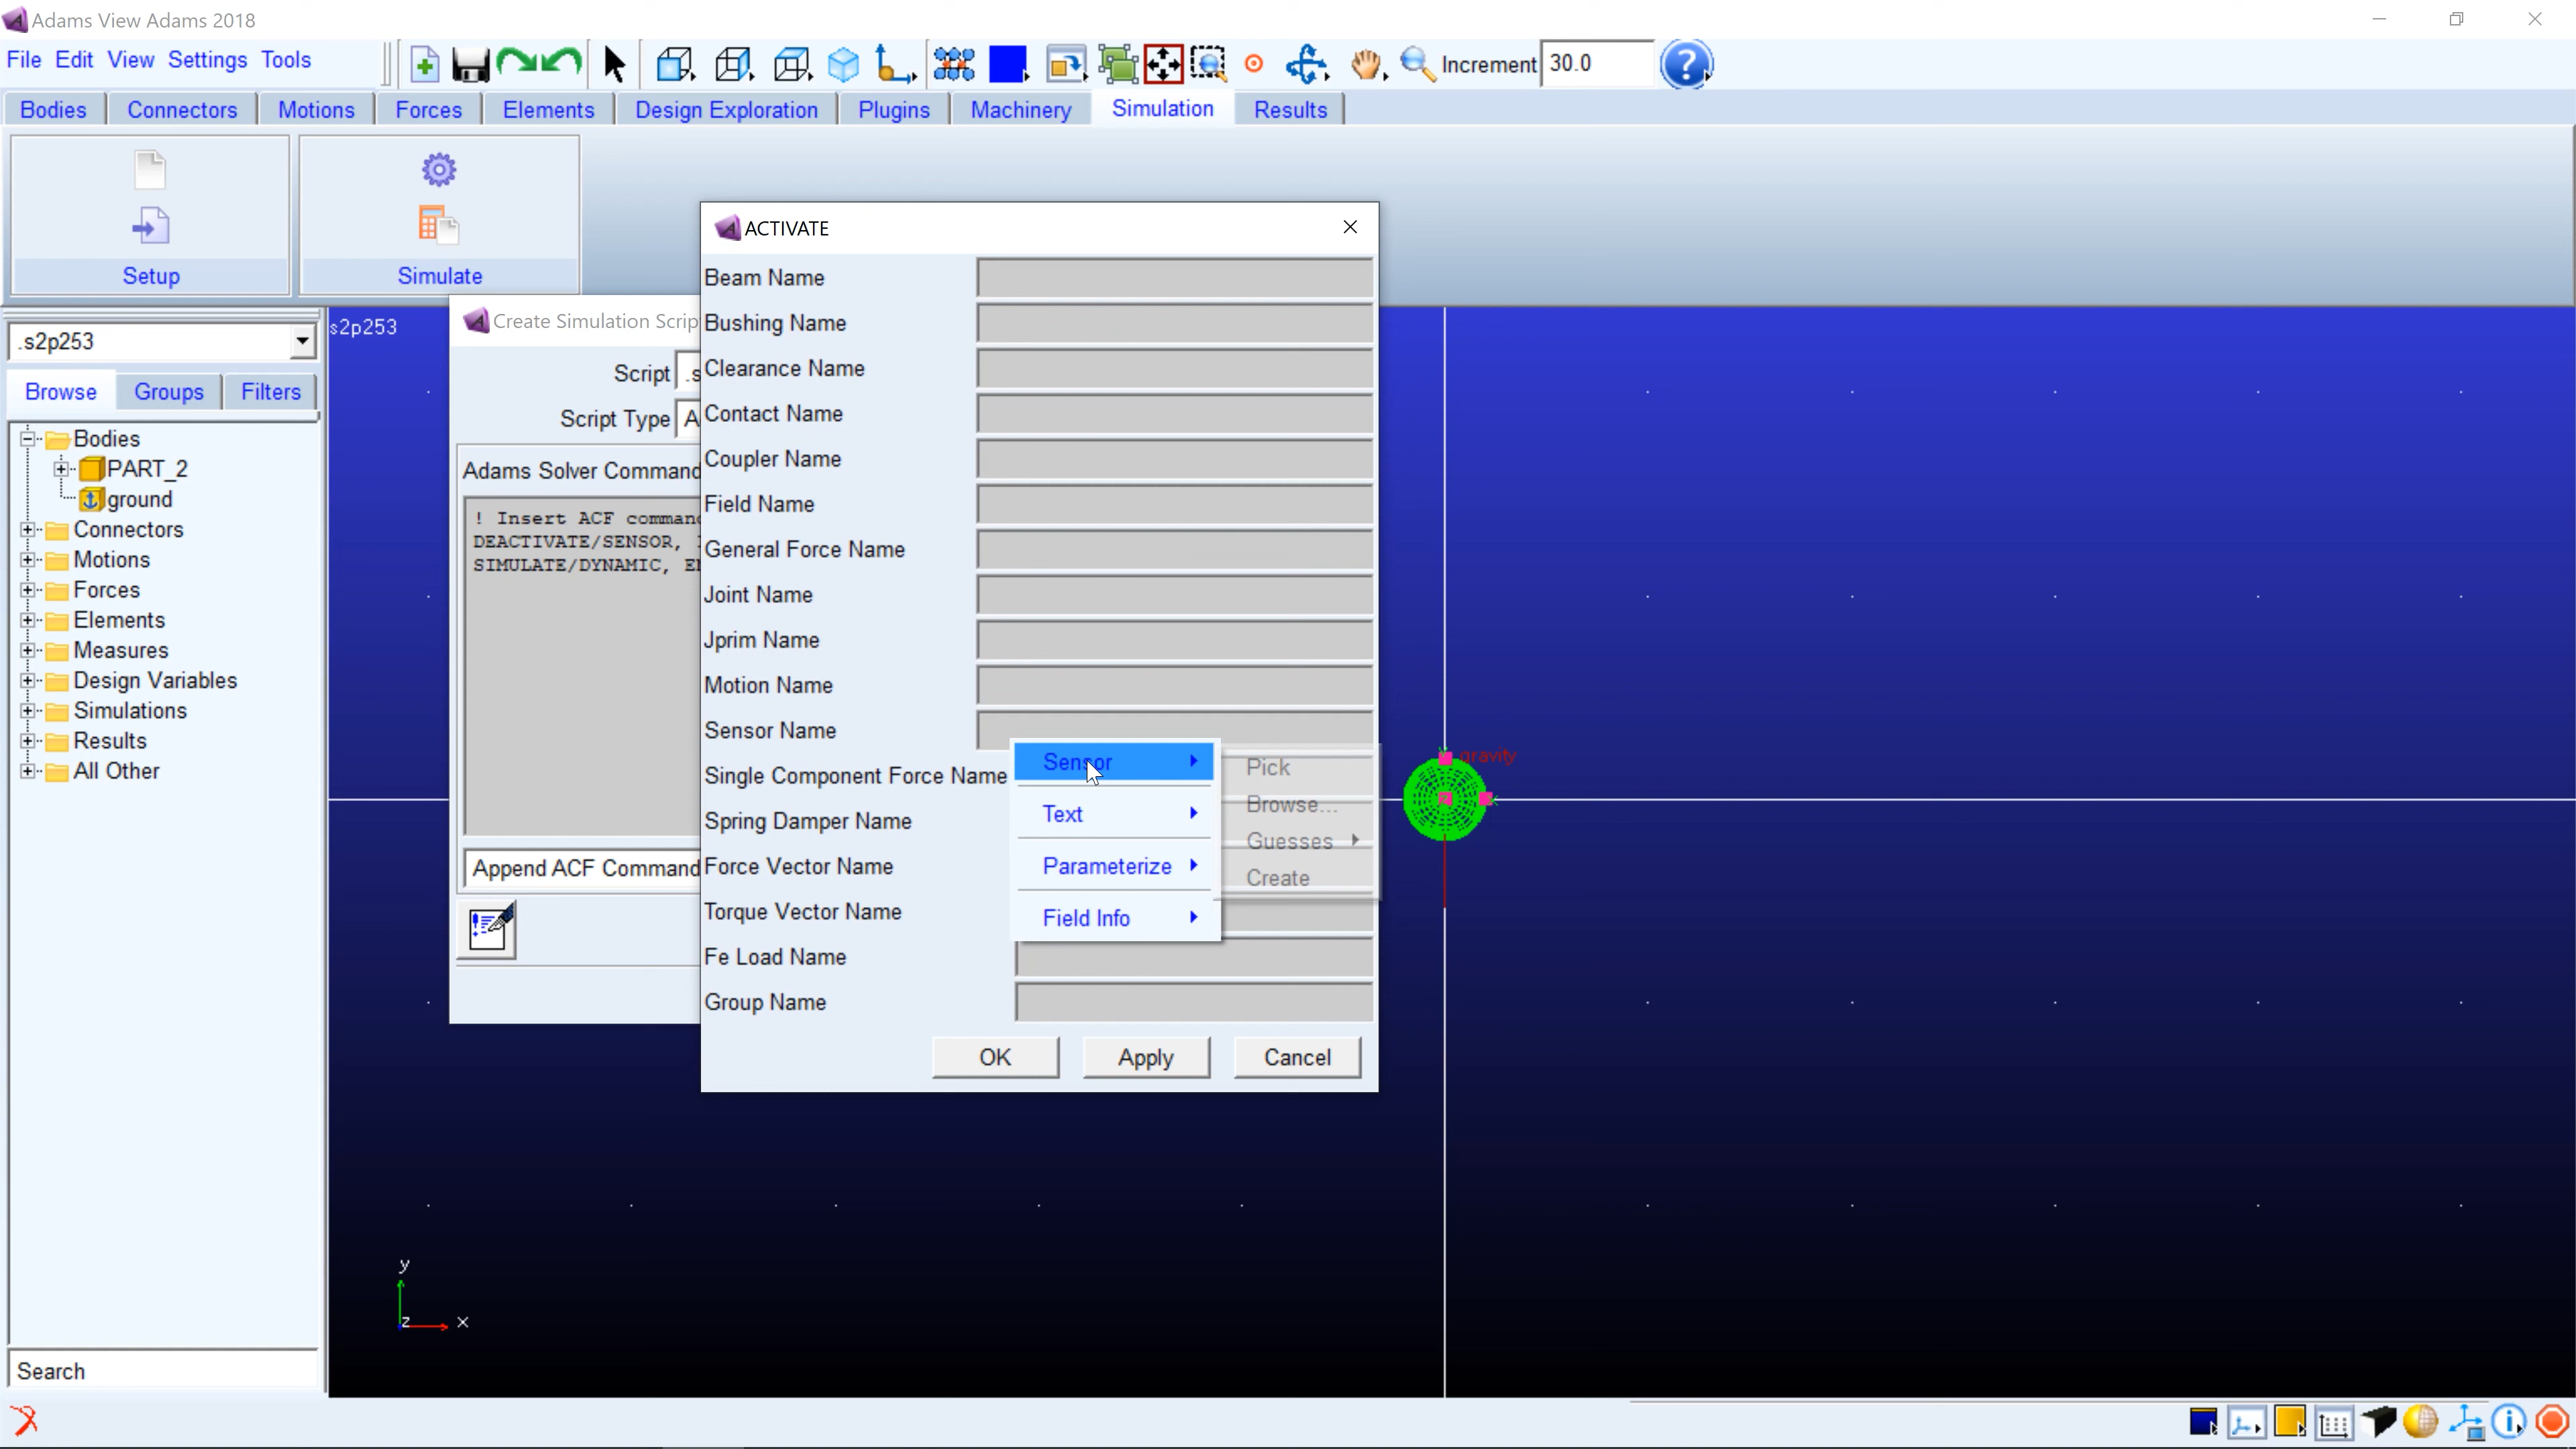 Adams View Adams 2018
File Edit View Settings Tools
Increment 30.0
Bodies Connectors Motions Forces Elements Design Exploration Plugins Machinery Simulation Results
Setup
Simulate
.s2p253
Browse Groups Filters
Bodies
PART_2
ground
Connectors
Motions
Forces
Elements
Measures
Design Variables
Simulations
Results
All Other
Search
s2p253
Create Simulation Scrip
Script .s
Script Type A
Adams Solver Command
! Insert ACF comman
DEACTIVATE/SENSOR,
SIMULATE/DYNAMIC, E
Append ACF Command
ACTIVATE
Beam Name
Bushing Name
Clearance Name
Contact Name
Coupler Name
Field Name
General Force Name
Joint Name
Jprim Name
Motion Name
Sensor Name
Single Component Force Name
Spring Damper Name
Force Vector Name
Torque Vector Name
Fe Load Name
Group Name
Sensor
Text
Parameterize
Field Info
Pick
Browse...
Guesses
Create
OK Apply Cancel
gravity
y
z x